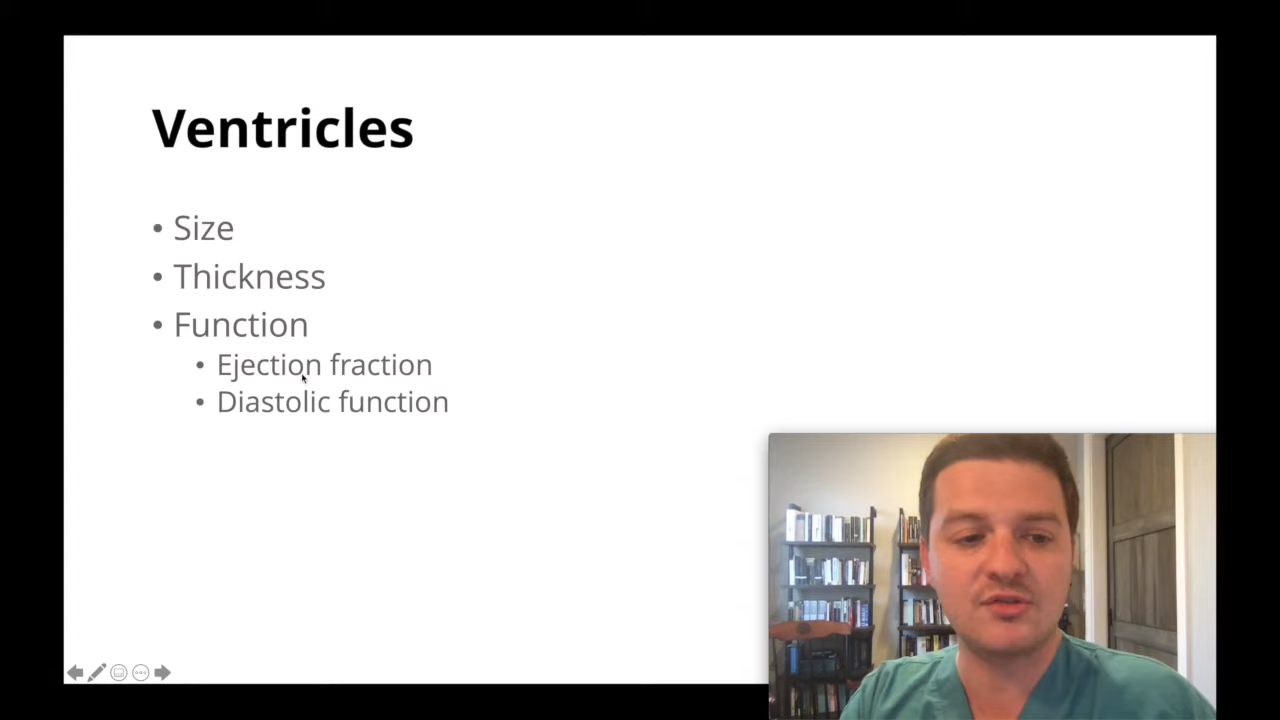 Ventricles
• Size
• Thickness
• Function
• Ejection fraction
• Diastolic function